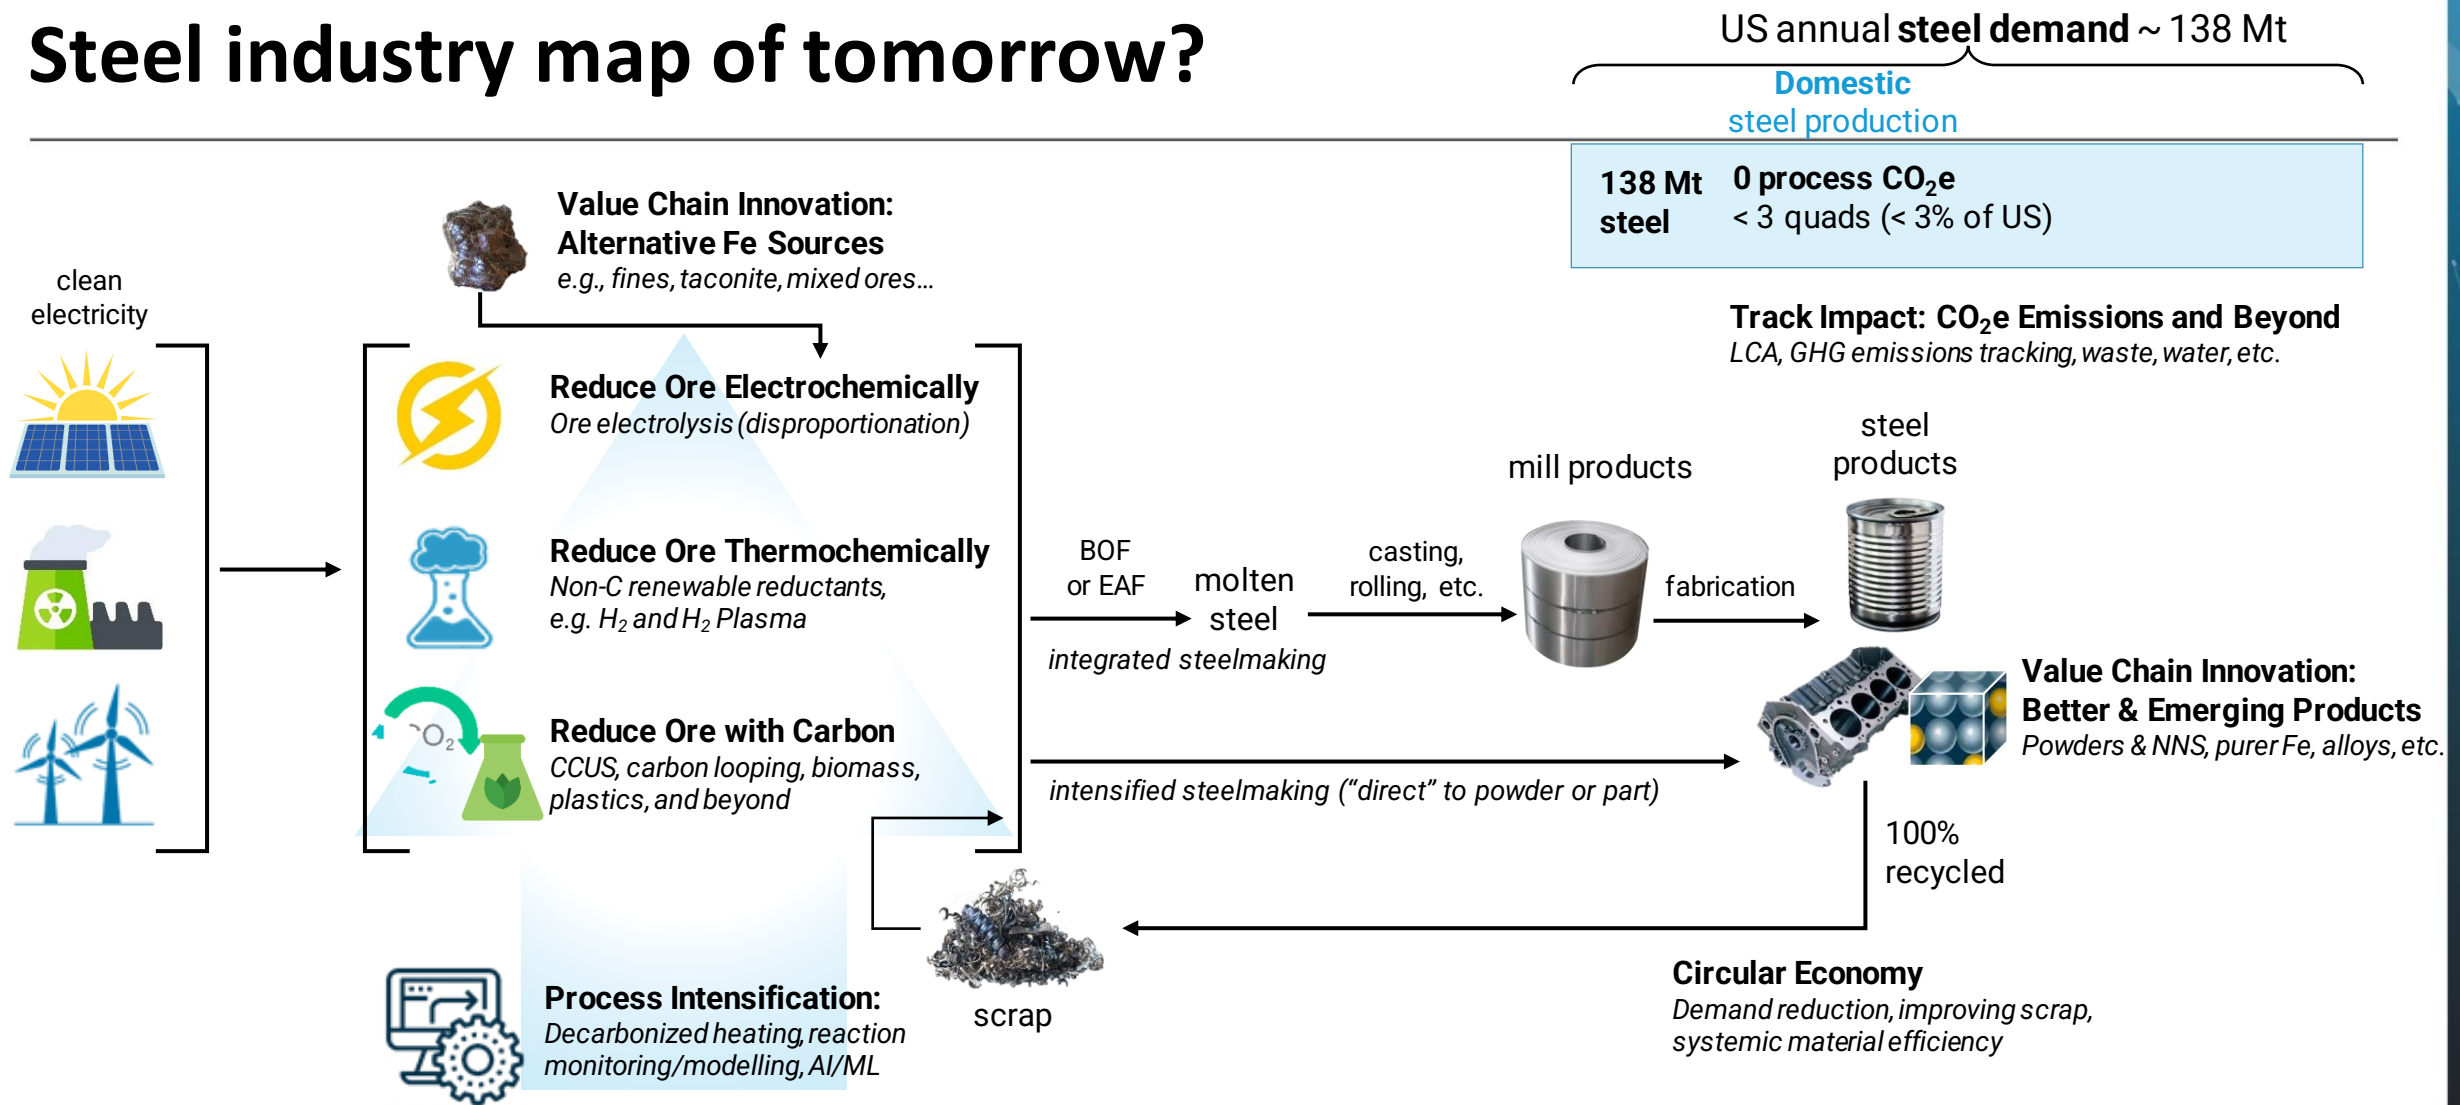 Steel industry map of tomorrow?
US annual steel demand ~ 138 Mt
Domestic
steel production
138 Mt
steel
0 process CO₂e
< 3 quads (< 3% of US)
Value Chain Innovation:
Alternative Fe Sources
e.g., fines, taconite, mixed ores…
clean
electricity
Track Impact: CO₂e Emissions and Beyond
LCA, GHG emissions tracking, waste, water, etc.
Reduce Ore Electrochemically
Ore electrolysis (disproportionation)
Reduce Ore Thermochemically
Non-C renewable reductants,
e.g. H₂ and H₂ Plasma
O₂
Reduce Ore with Carbon
CCUS, carbon looping, biomass,
plastics, and beyond
BOF
or EAF
molten
steel
integrated steelmaking
casting,
rolling, etc.
mill products
fabrication
steel
products
intensified steelmaking (“direct” to powder or part)
Value Chain Innovation:
Better & Emerging Products
Powders & NNS, purer Fe, alloys, etc.
100%
recycled
scrap
Process Intensification:
Decarbonized heating, reaction
monitoring/modelling, AI/ML
Circular Economy
Demand reduction, improving scrap,
systemic material efficiency